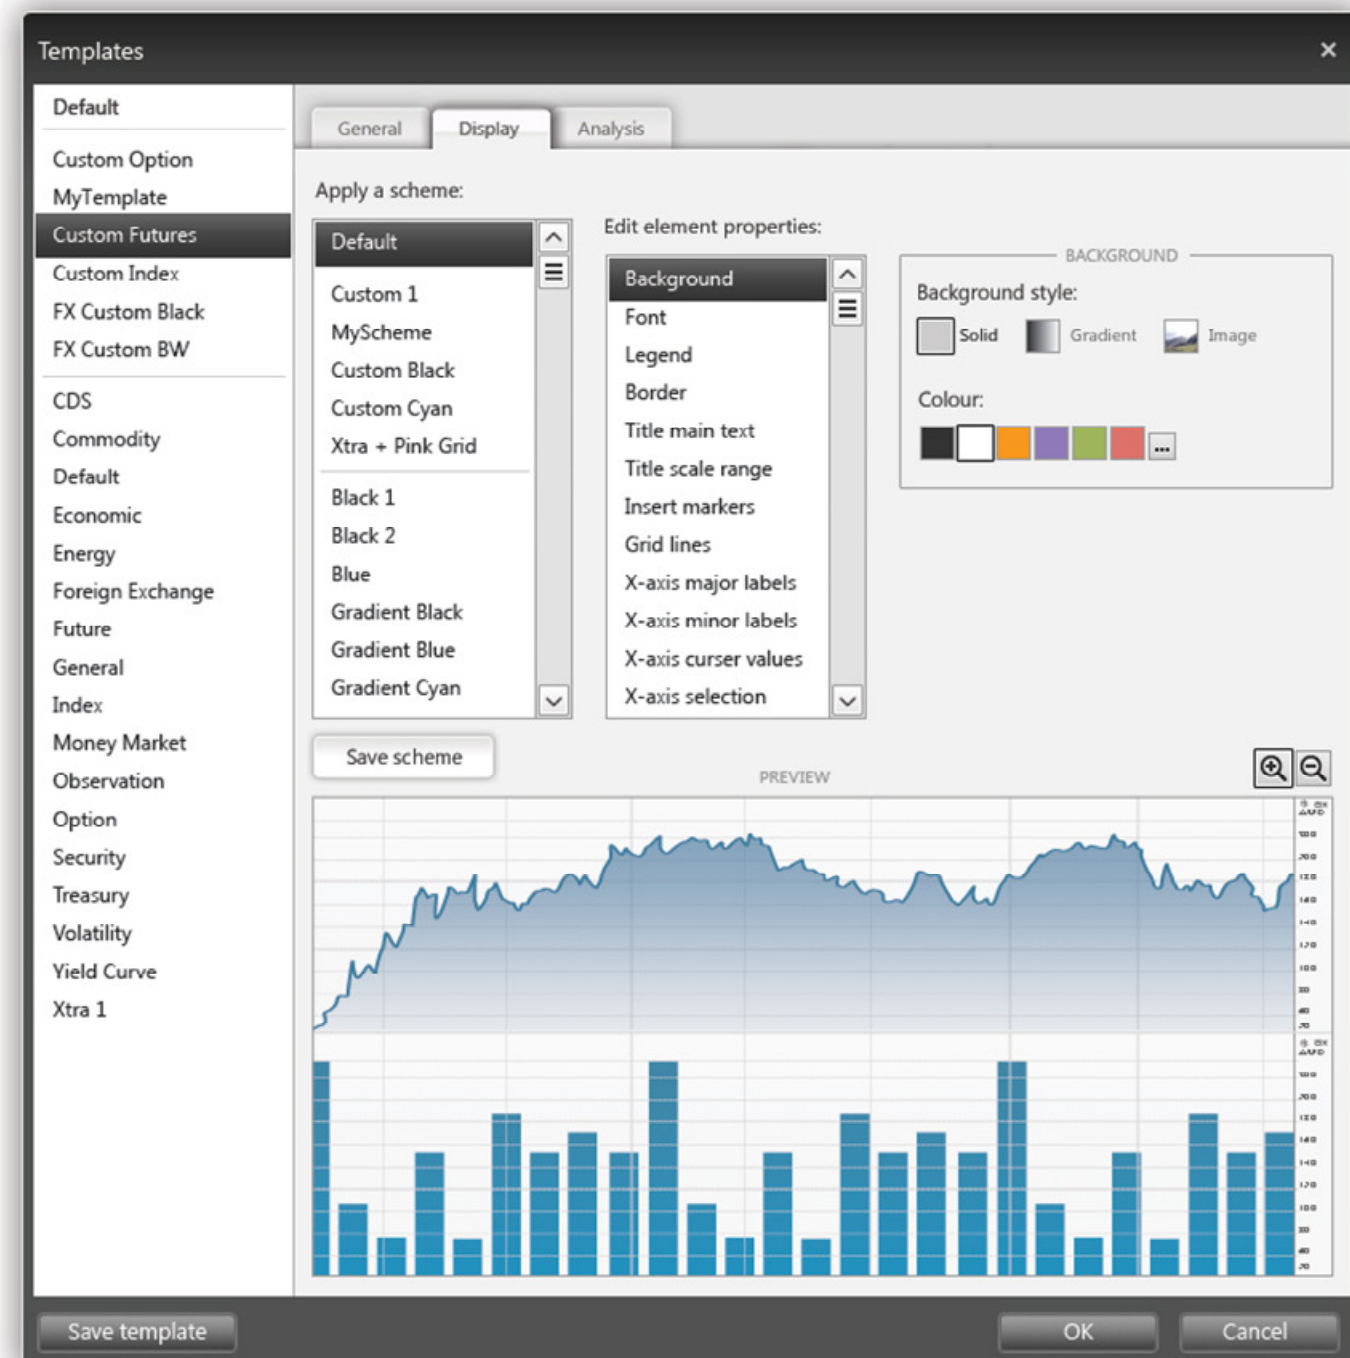 Templates
Default
Custom Option
MyTemplate
Custom Futures
Custom Index
FX Custom Black
FX Custom BW
CDS
Commodity
Default
Economic
Energy
Foreign Exchange
Future
General
Index
Money Market
Observation
Option
Security
Treasury
Volatility
Yield Curve
Xtra 1
General
Display
Analysis
Apply a scheme:
Default
Custom 1
MyScheme
Custom Black
Custom Cyan
Xtra + Pink Grid
Black 1
Black 2
Blue
Gradient Black
Gradient Blue
Gradient Cyan
Save scheme
Edit element properties:
Background
Font
Legend
Border
Title main text
Title scale range
Insert markers
Grid lines
X-axis major labels
X-axis minor labels
X-axis curser values
X-axis selection
BACKGROUND
Background style:
Solid
Gradient
Image
Colour:
...
PREVIEW
Save template
OK
Cancel